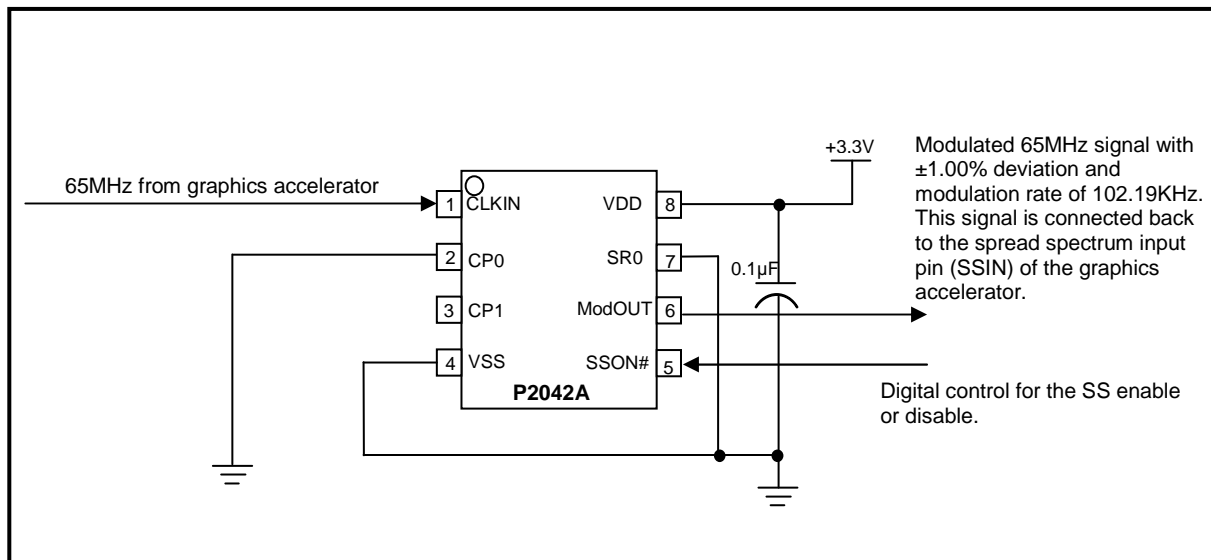 65MHz from graphics accelerator
1
CLKIN
2
CP0
3
CP1
4
VSS
VDD
8
SR0
7
ModOUT
6
SSON#
5
P2042A
+3.3V
0.1µF
Modulated 65MHz signal with
±1.00% deviation and
modulation rate of 102.19KHz.
This signal is connected back
to the spread spectrum input
pin (SSIN) of the graphics
accelerator.
Digital control for the SS enable
or disable.